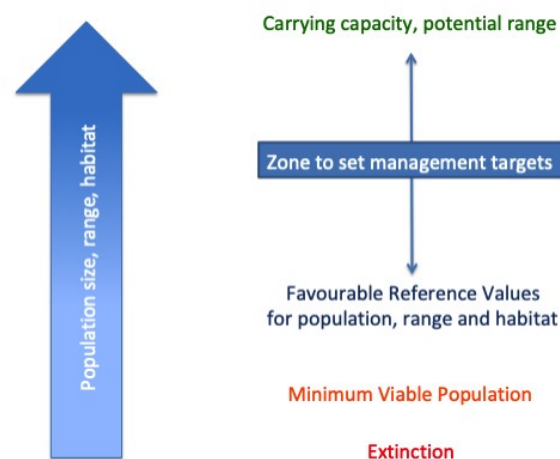 Carrying capacity, potential range
Population size, range, habitat
Zone to set management targets
Favourable Reference Values
for population, range and habitat
Minimum Viable Population
Extinction